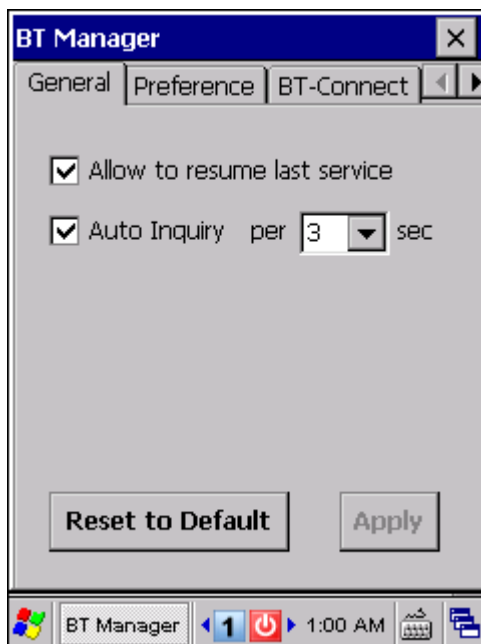 BT Manager
General Preference BT-Connect
Allow to resume last service
Auto Inquiry per 3 sec
Reset to Default Apply
BT Manager 1 1:00 AM